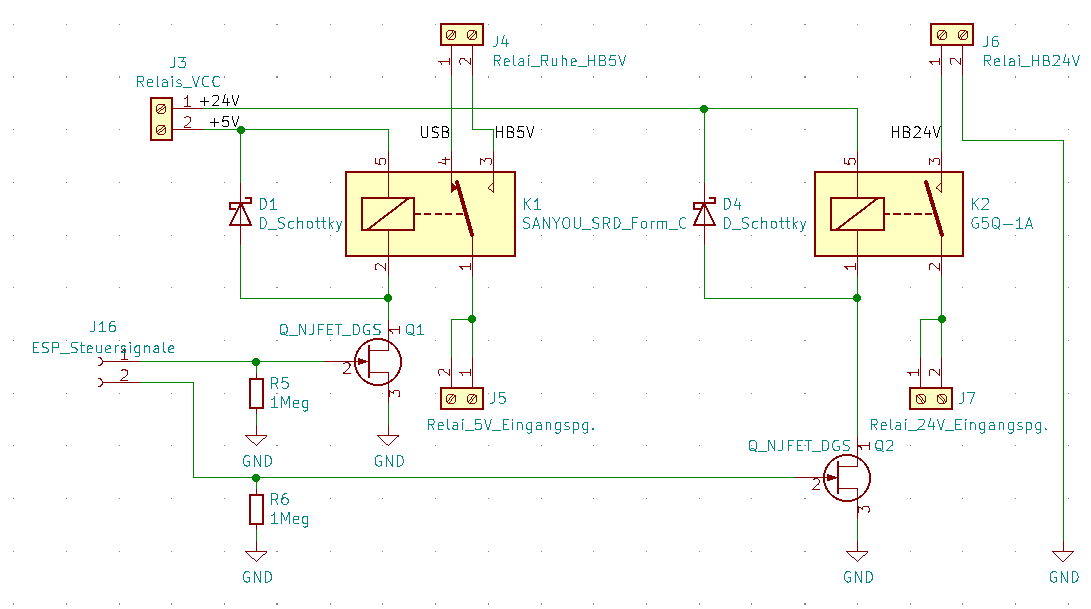 J4
Relai_Ruhe_HB5V
1
2
J6
Relai_HB24V
1
2
J3
Relais_VCC
1 +24V
2 +5V
USB
HB5V
HB24V
5
4
3
5
3
D1
D_Schottky
K1
SANYOU_SRD_Form_C
D4
D_Schottky
K2
G5Q-1A
2
1
1
2
J16
ESP_Steuersignale
1
2
Q_NJFET_DGS
1
Q1
2
3
R5
1Meg
GND
GND
2
1
J5
Relai_5V_Eingangspg.
1
2
J7
Relai_24V_Eingangspg.
Q_NJFET_DGS
1
Q2
2
3
R6
1Meg
GND
GND
GND